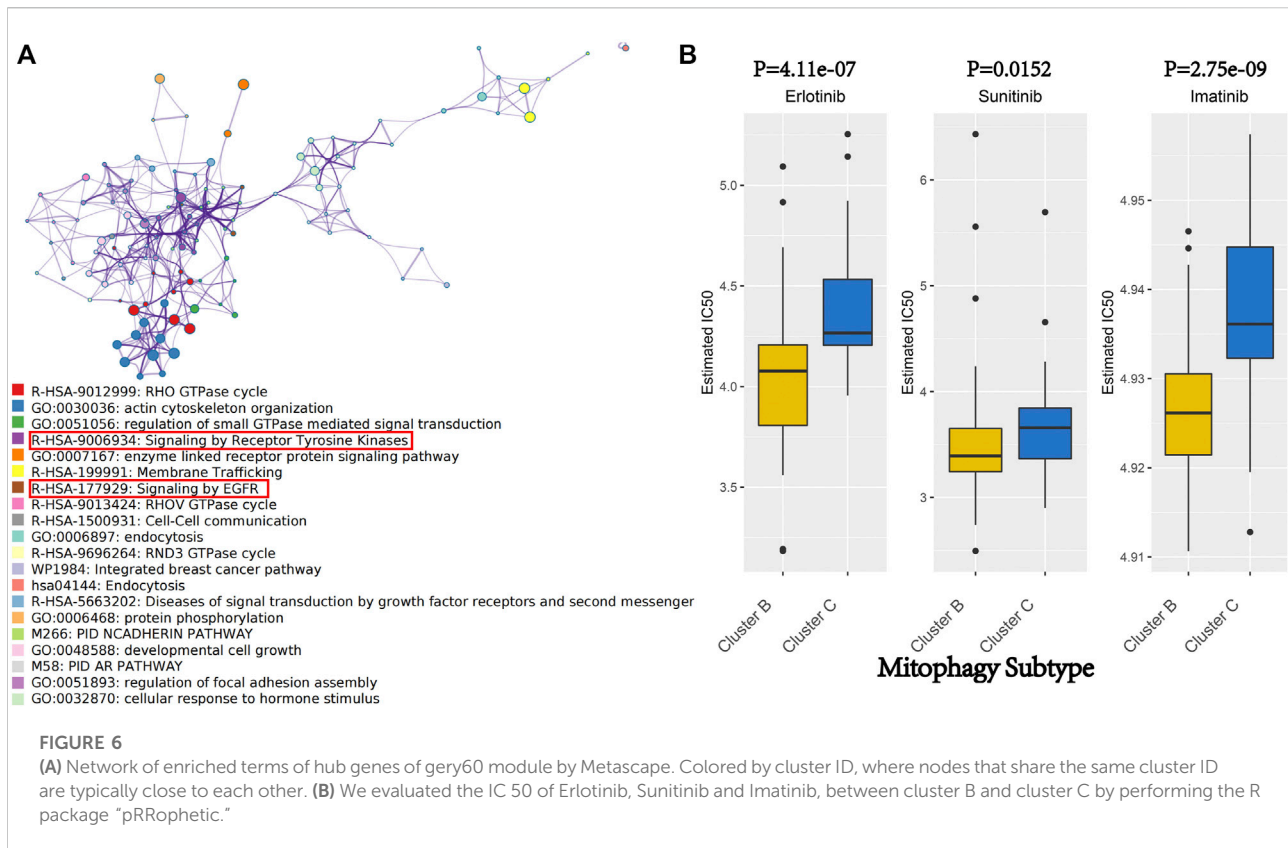 A
R-HSA-9012999: RHO GTPase cycle
GO:0030036: actin cytoskeleton organization
GO:0051056: regulation of small GTPase mediated signal transduction
R-HSA-9006934: Signaling by Receptor Tyrosine Kinases
GO:0007167: enzyme linked receptor protein signaling pathway
R-HSA-199991: Membrane Trafficking
R-HSA-177929: Signaling by EGFR
R-HSA-9013424: RHOV GTPase cycle
R-HSA-1500931: Cell-Cell communication
GO:0006897: endocytosis
R-HSA-9696264: RND3 GTPase cycle
WP1984: Integrated breast cancer pathway
hsa04144: Endocytosis
R-HSA-5663202: Diseases of signal transduction by growth factor receptors and second messenger
GO:0006468: protein phosphorylation
M266: PID NCADHERIN PATHWAY
GO:0048588: developmental cell growth
M58: PID AR PATHWAY
GO:0051893: regulation of focal adhesion assembly
GO:0032870: cellular response to hormone stimulus
B
P=4.11e-07
Erlotinib
Estimated IC50
5.0
4.5
4.0
3.5
Cluster B
Cluster C
P=0.0152
Sunitinib
Estimated IC50
6
5
4
3
Cluster B
Cluster C
P=2.75e-09
Imatinib
Estimated IC50
4.95
4.94
4.93
4.92
4.91
Cluster B
Cluster C
Mitophagy Subtype
FIGURE 6
(A) Network of enriched terms of hub genes of gery60 module by Metascape. Colored by cluster ID, where nodes that share the same cluster ID
are typically close to each other. (B) We evaluated the IC 50 of Erlotinib, Sunitinib and Imatinib, between cluster B and cluster C by performing the R
package “pRRophetic.”